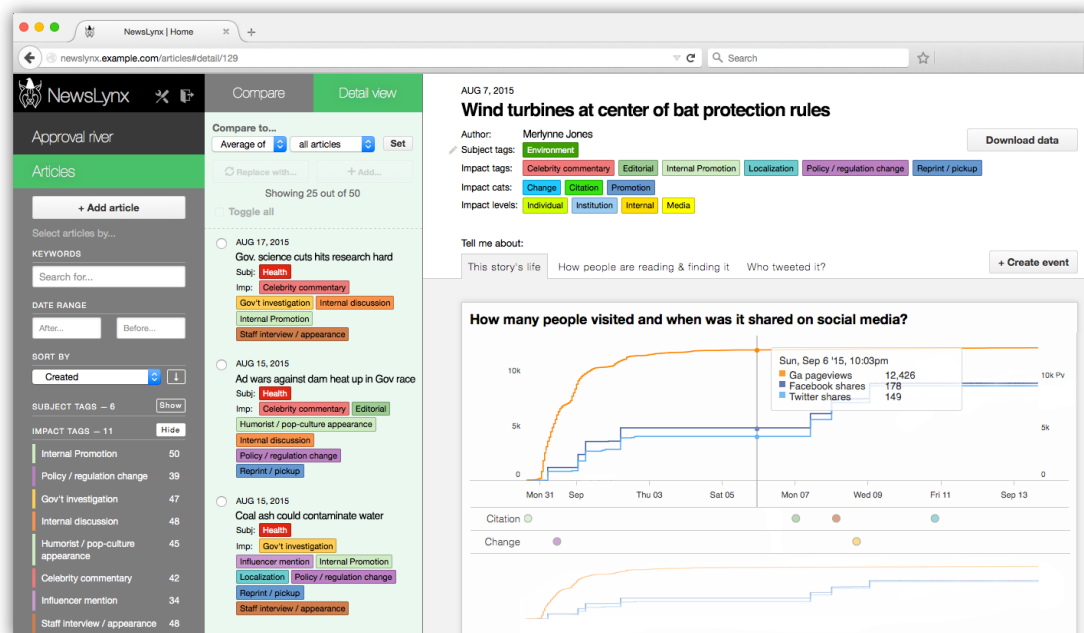 NewsLynx | Home
newslynx.example.com/articles#detail/129
Search
NewsLynx
Approval river
Articles
+ Add article
Select articles by...
KEYWORDS
Search for...
DATE RANGE
After... Before...
SORT BY
Created
SUBJECT TAGS — 6 Show
IMPACT TAGS — 11 Hide
Internal Promotion 50
Policy / regulation change 39
Gov't investigation 47
Internal discussion 48
Humorist / pop-culture
appearance 45
Celebrity commentary 42
Influencer mention 34
Staff interview / appearance 48
Compare Detail view
Compare to...
Average of all articles Set
Replace with... + Add...
Showing 25 out of 50
Toggle all
AUG 17, 2015
Gov. science cuts hits research hard
Subj: Health
Imp: Celebrity commentary
Gov't investigation Internal discussion
Internal Promotion
Staff interview / appearance
AUG 15, 2015
Ad wars against dam heat up in Gov race
Subj: Health
Imp: Celebrity commentary Editorial
Humorist / pop-culture appearance
Internal discussion
Policy / regulation change
Reprint / pickup
AUG 15, 2015
Coal ash could contaminate water
Subj: Health
Imp: Gov't investigation
Influencer mention Internal Promotion
Localization Policy / regulation change
Reprint / pickup
Staff interview / appearance
AUG 7, 2015
Wind turbines at center of bat protection rules
Author: Merlynne Jones
Subject tags: Environment
Impact tags: Celebrity commentary Editorial Internal Promotion Localization Policy / regulation change Reprint / pickup
Impact cats: Change Citation Promotion
Impact levels: Individual Institution Internal Media
Download data
Tell me about:
This story's life How people are reading & finding it Who tweeted it?
+ Create event
How many people visited and when was it shared on social media?
Sun, Sep 6 '15, 10:03pm
Ga pageviews 12,426
Facebook shares 178
Twitter shares 149
10k 10k Pv
5k 5k
0 0
Mon 31 Sep Thu 03 Sat 05 Mon 07 Wed 09 Fri 11 Sep 13
Citation
Change